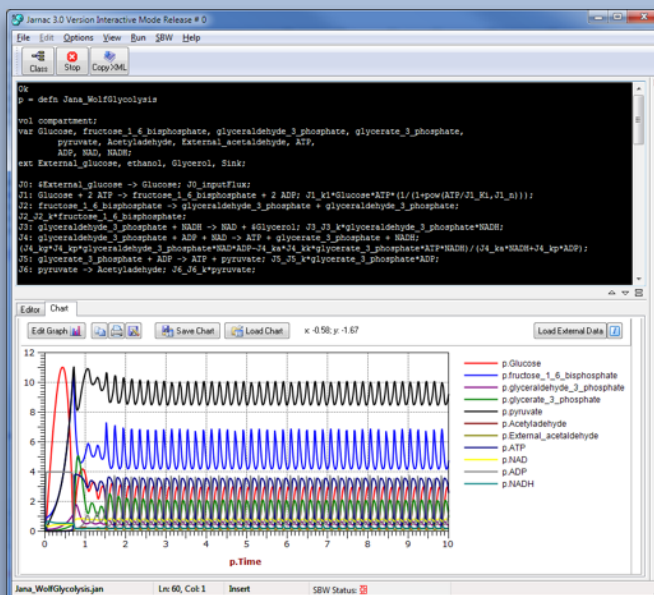 Jarnac 3.0 Version Interactive Mode Release # 0
File Edit Options View Run SBW Help
Class Stop Copy XML
Ok
p = defn Jana_WolfGlycolysis
vol compartment;
var Glucose, fructose_1_6_bisphosphate, glyceraldehyde_3_phosphate, glycerate_3_phosphate,
pyruvate, Acetyladehyde, External_acetaldehyde, ATP,
ADP, NAD, NADH;
ext External_glucose, ethanol, Glycerol, Sink;
J0: $External_glucose -> Glucose; J0_inputFlux;
J1: Glucose + 2 ATP -> fructose_1_6_bisphosphate + 2 ADP; J1_k1*Glucose*ATP*(1/(1+pow(ATP/J1_Ki,J1_n)));
J2: fructose_1_6_bisphosphate -> glyceraldehyde_3_phosphate + glyceraldehyde_3_phosphate;
J2_J2_k*fructose_1_6_bisphosphate;
J3: glyceraldehyde_3_phosphate + NADH -> NAD + $Glycerol; J3_J3_k*glyceraldehyde_3_phosphate*NADH;
J4: glyceraldehyde_3_phosphate + ADP + NAD -> ATP + glycerate_3_phosphate + NADH;
(J4_kg*J4_kp*glyceraldehyde_3_phosphate*NAD*ADP-J4_ka*J4_kk*glycerate_3_phosphate*ATP*NADH)/(J4_ka*NADH+J4_kp*ADP);
J5: glycerate_3_phosphate + ADP -> ATP + pyruvate; J5_J5_k*glycerate_3_phosphate*ADP;
J6: pyruvate -> Acetyladehyde; J6_J6_k*pyruvate;
Editor Chart
Edit Graph Save Chart Load Chart x: -0.58; y: -1.67 Load External Data
12
10
8
6
4
2
0
0 1 2 3 4 5 6 7 8 9 10
p.Time
p.Glucose
p.fructose_1_6_bisphosphate
p.glyceraldehyde_3_phosphate
p.glycerate_3_phosphate
p.pyruvate
p.Acetyladehyde
p.External_acetaldehyde
p.ATP
p.NAD
p.ADP
p.NADH
Jana_WolfGlycolysis.jan Ln: 60, Col: 1 Insert SBW Status: